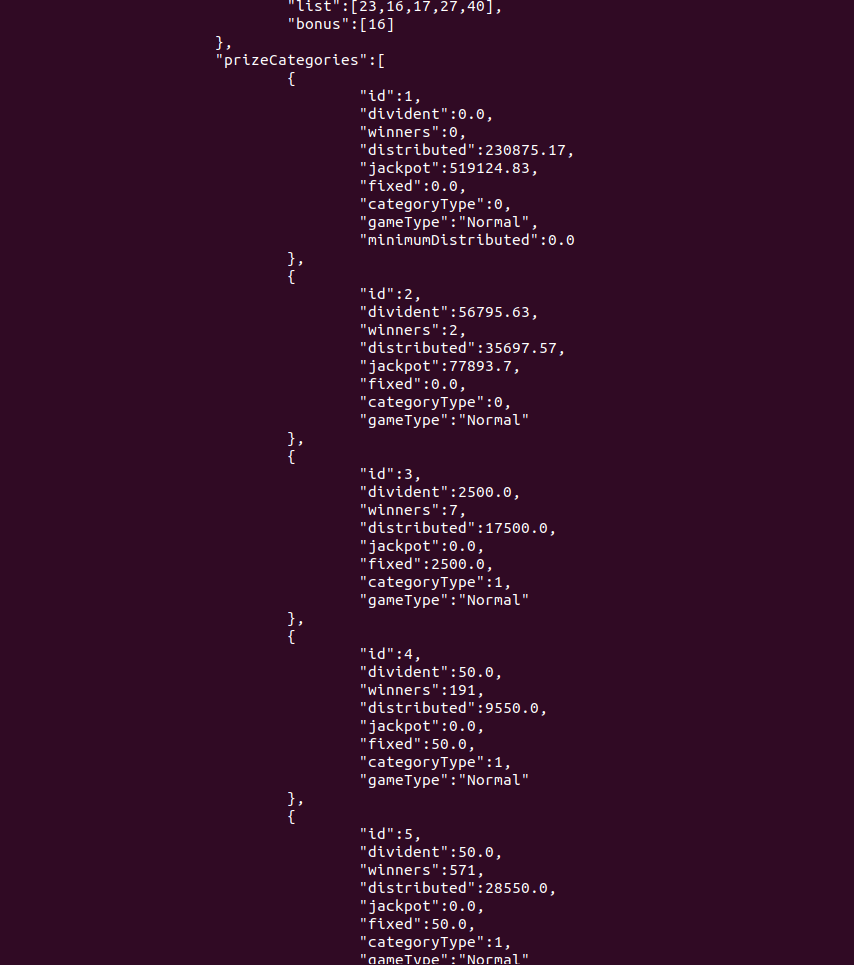 "list":[23,16,17,27,40],
"bonus":[16]
},
"prizeCategories":[
{
"id":1,
"divident":0.0,
"winners":0,
"distributed":230875.17,
"jackpot":519124.83,
"fixed":0.0,
"categoryType":0,
"gameType":"Normal",
"minimumDistributed":0.0
},
{
"id":2,
"divident":56795.63,
"winners":2,
"distributed":35697.57,
"jackpot":77893.7,
"fixed":0.0,
"categoryType":0,
"gameType":"Normal"
},
{
"id":3,
"divident":2500.0,
"winners":7,
"distributed":17500.0,
"jackpot":0.0,
"fixed":2500.0,
"categoryType":1,
"gameType":"Normal"
},
{
"id":4,
"divident":50.0,
"winners":191,
"distributed":9550.0,
"jackpot":0.0,
"fixed":50.0,
"categoryType":1,
"gameType":"Normal"
},
{
"id":5,
"divident":50.0,
"winners":571,
"distributed":28550.0,
"jackpot":0.0,
"fixed":50.0,
"categoryType":1,
"gameType":"Normal"